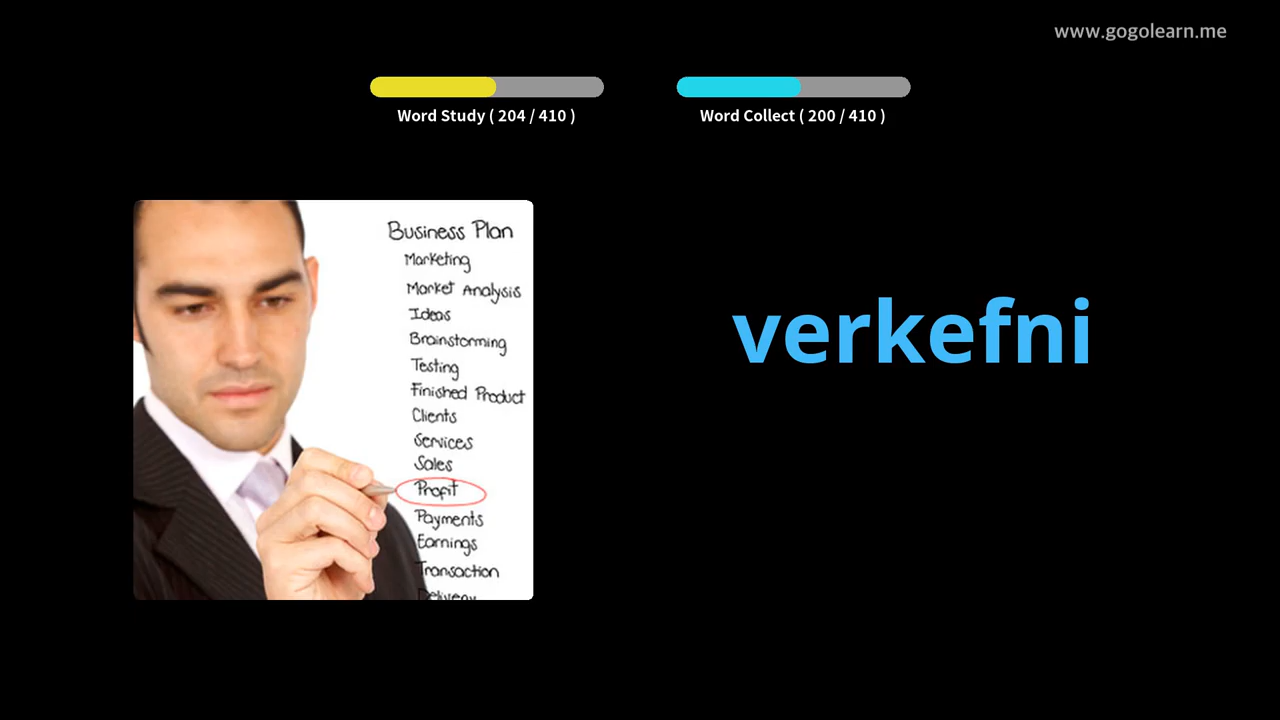 www.gogolearn.me
Word Study ( 204 / 410 )
Word Collect ( 200 / 410 )
Business Plan
Marketing
Market Analysis
Ideas
Brainstorming
Testing
Finished Product
Clients
Services
Sales
Profit
Payments
Earnings
Transaction
Delivery
verkefni